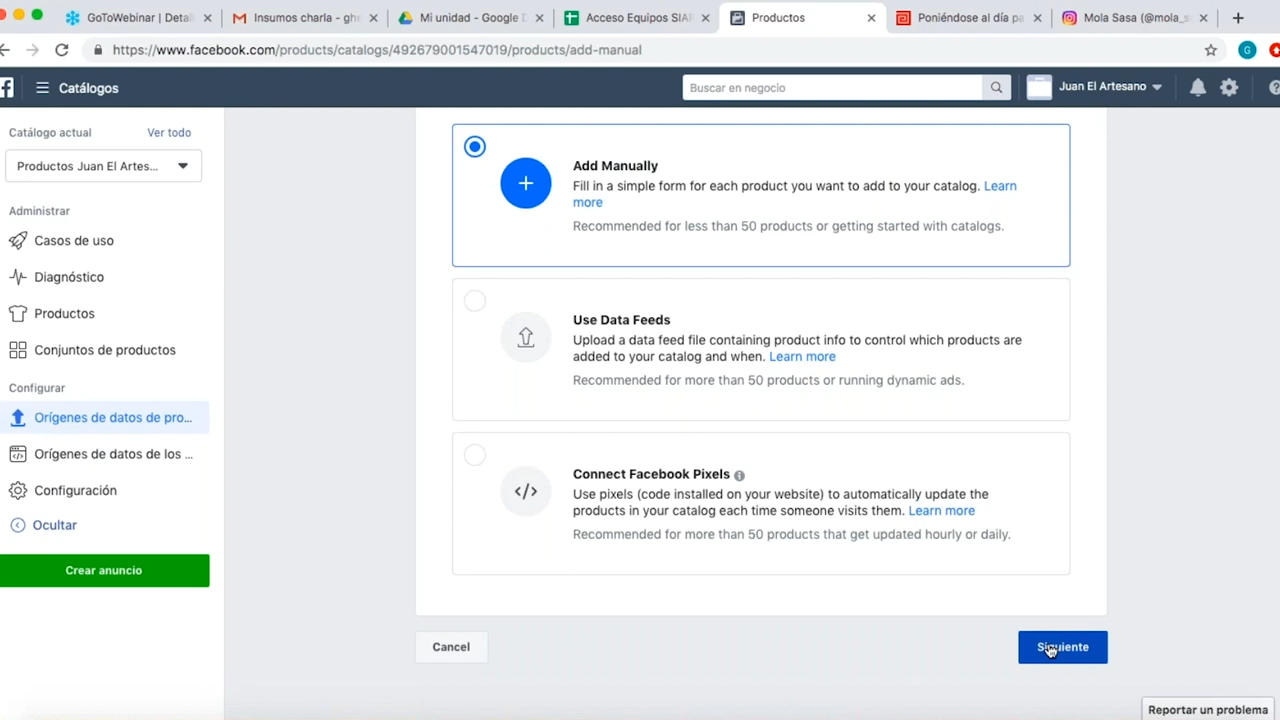 GoToWebinar | Detal
Insumos charla - ghe
Mi unidad - Google D
Acceso Equipos SIAP
Productos
Poniéndose al día pa
Mola Sasa (@mola_s
https://www.facebook.com/products/catalogs/492679001547019/products/add-manual
G
Catálogos
Buscar en negocio
Juan El Artesano
Catálogo actual
Ver todo
Productos Juan El Artes...
Administrar
Casos de uso
Diagnóstico
Productos
Conjuntos de productos
Configurar
Orígenes de datos de pro...
Orígenes de datos de los ...
Configuración
Ocultar
Crear anuncio
Add Manually
Fill in a simple form for each product you want to add to your catalog. Learn
more
Recommended for less than 50 products or getting started with catalogs.
Use Data Feeds
Upload a data feed file containing product info to control which products are
added to your catalog and when. Learn more
Recommended for more than 50 products or running dynamic ads.
Connect Facebook Pixels
Use pixels (code installed on your website) to automatically update the
products in your catalog each time someone visits them. Learn more
Recommended for more than 50 products that get updated hourly or daily.
Cancel
Siguiente
Reportar un problema